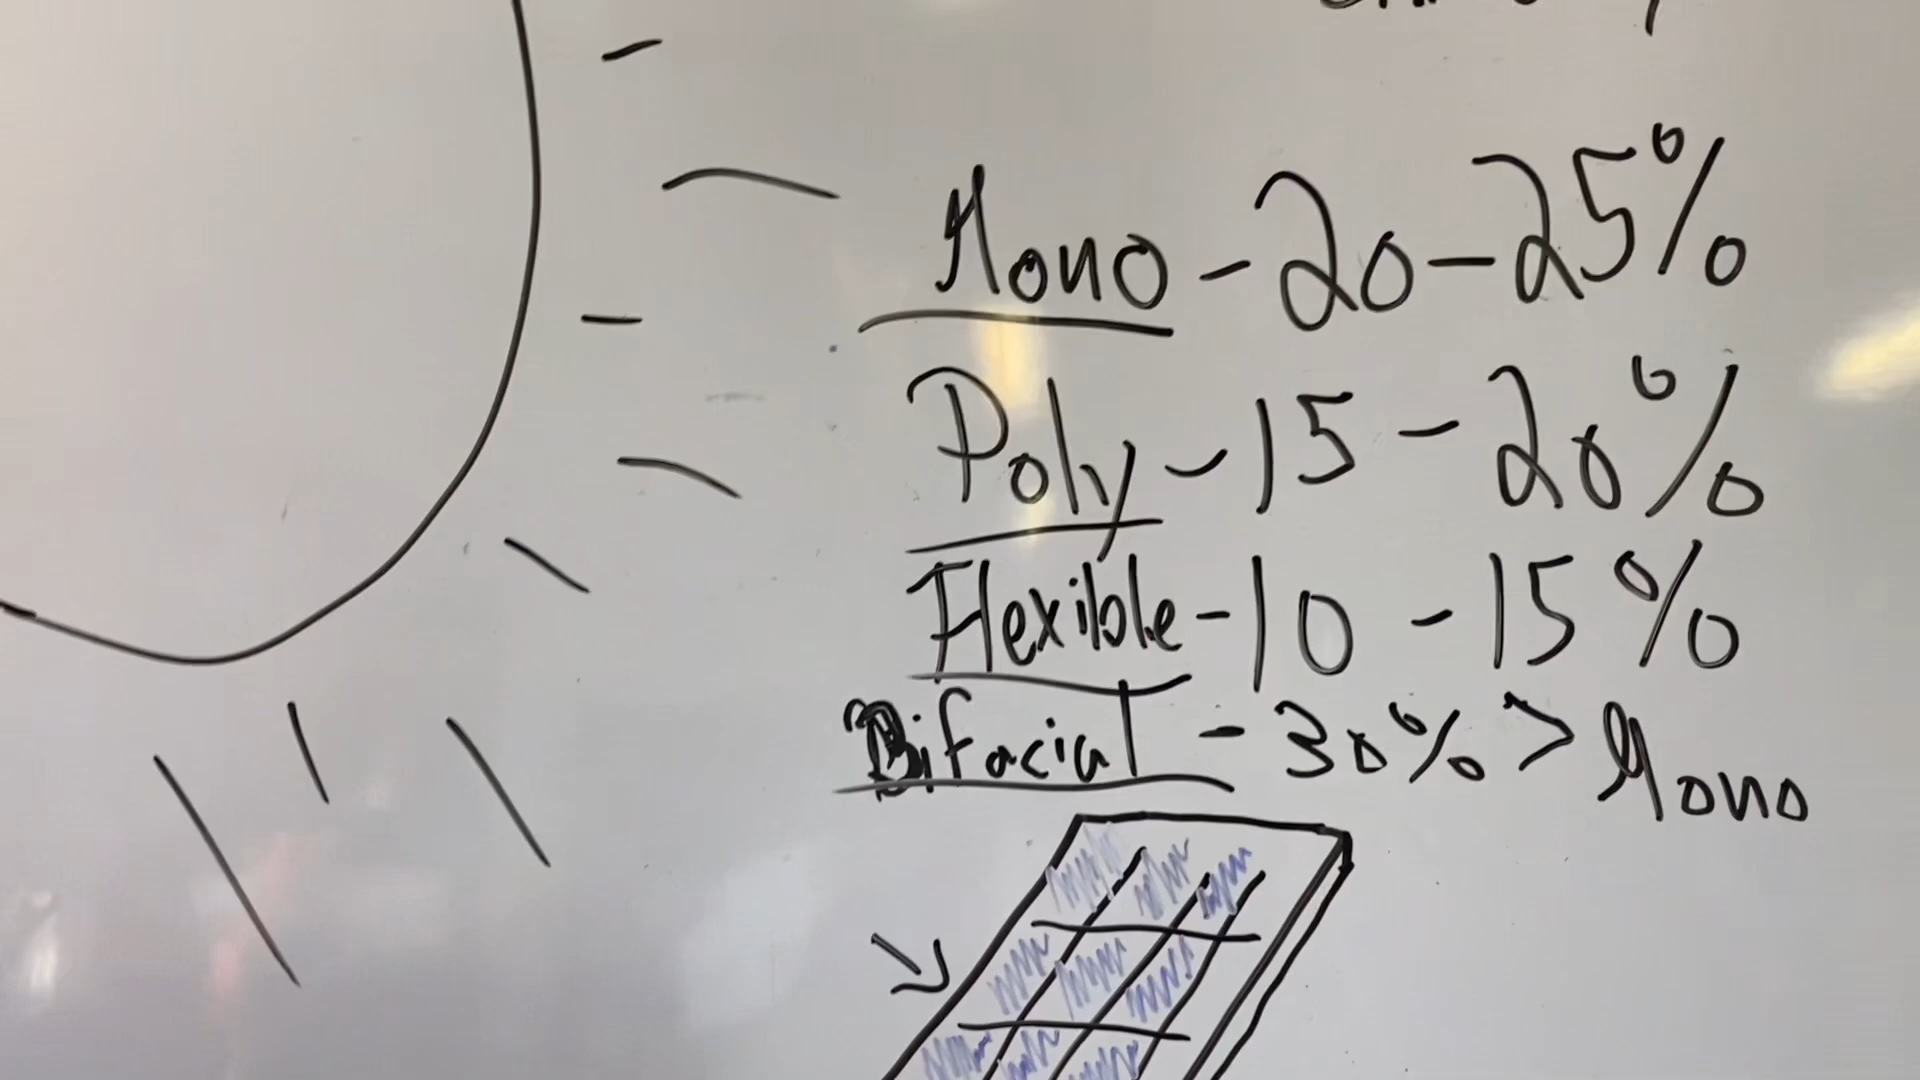 Mono - 20 - 25%
Poly - 15 - 20%
Flexible - 10 - 15%
Bifacial - 30% > Mono